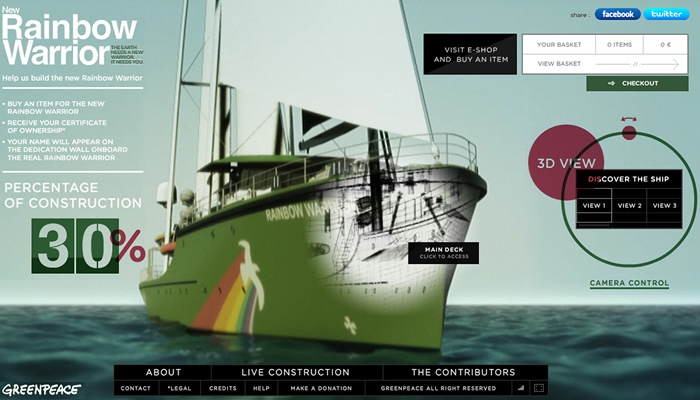 New
Rainbow
Warrior
THE EARTH
NEEDS A NEW
WARRIOR.
IT NEEDS YOU.
Help us build the new Rainbow Warrior
• BUY AN ITEM FOR THE NEW
RAINBOW WARRIOR
• RECEIVE YOUR CERTIFICATE
OF OWNERSHIP*
• YOUR NAME WILL APPEAR ON
THE DEDICATION WALL ONBOARD
THE REAL RAINBOW WARRIOR
PERCENTAGE
OF CONSTRUCTION
30%
share :
facebook
twitter
VISIT E-SHOP
AND BUY AN ITEM
YOUR BASKET
0 ITEMS
0 €
VIEW BASKET
//
CHECKOUT
3D VIEW
DISCOVER THE SHIP
VIEW 1
VIEW 2
VIEW 3
CAMERA CONTROL
RAINBOW
MAIN DECK
CLICK TO ACCESS
ABOUT
LIVE CONSTRUCTION
THE CONTRIBUTORS
CONTACT
*LEGAL
CREDITS
HELP
MAKE A DONATION
GREENPEACE ALL RIGHT RESERVED
GREENPEACE